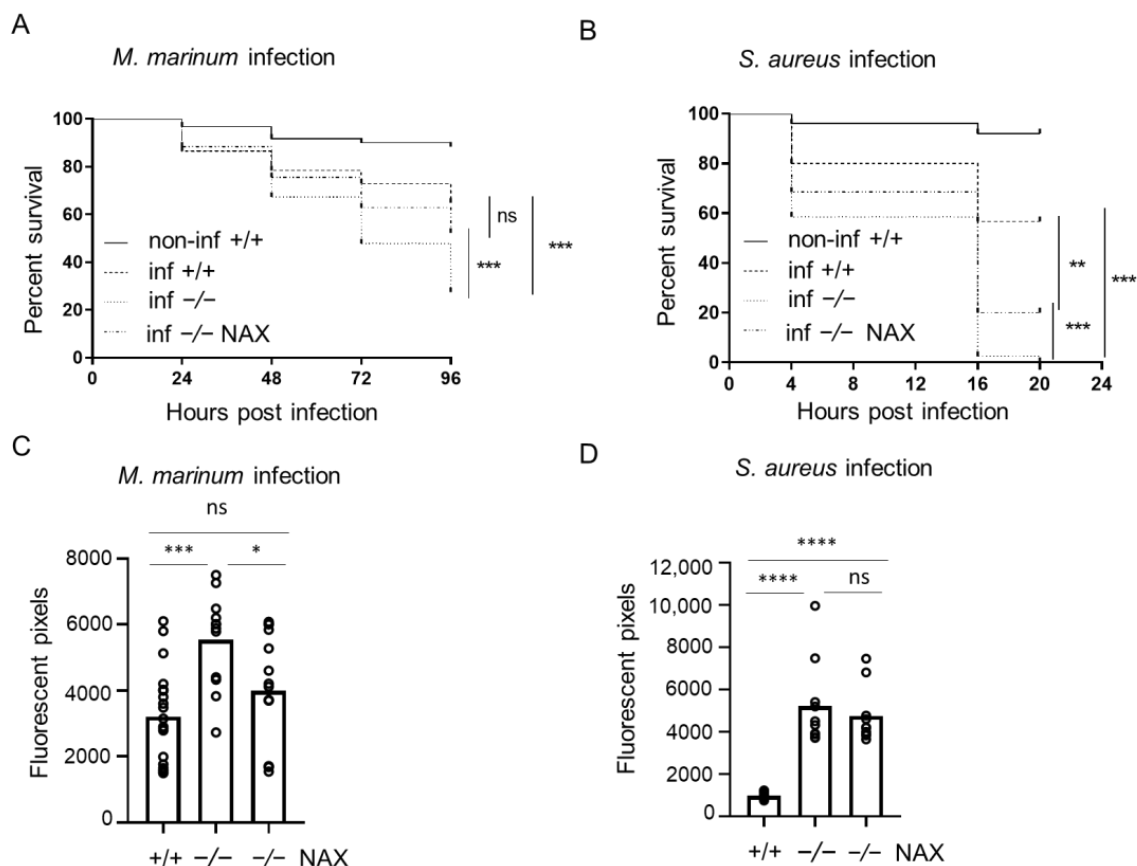 A
M. marinum infection
Percent survival
100
80
60
40
20
0
non-inf +/+
inf +/+
inf −/−
inf −/− NAX
ns
***
***
0 24 48 72 96
Hours post infection
B
S. aureus infection
Percent survival
100
80
60
40
20
0
non-inf +/+
inf +/+
inf −/−
inf −/− NAX
**
***
***
0 4 8 12 16 20 24
Hours post infection
C
M. marinum infection
ns
*** *
Fluorescent pixels
8000
6000
4000
2000
0
+/+ −/− −/− NAX
D
S. aureus infection
****
**** ns
Fluorescent pixels
12,000
10,000
8000
6000
4000
2000
0
+/+ −/− −/− NAX